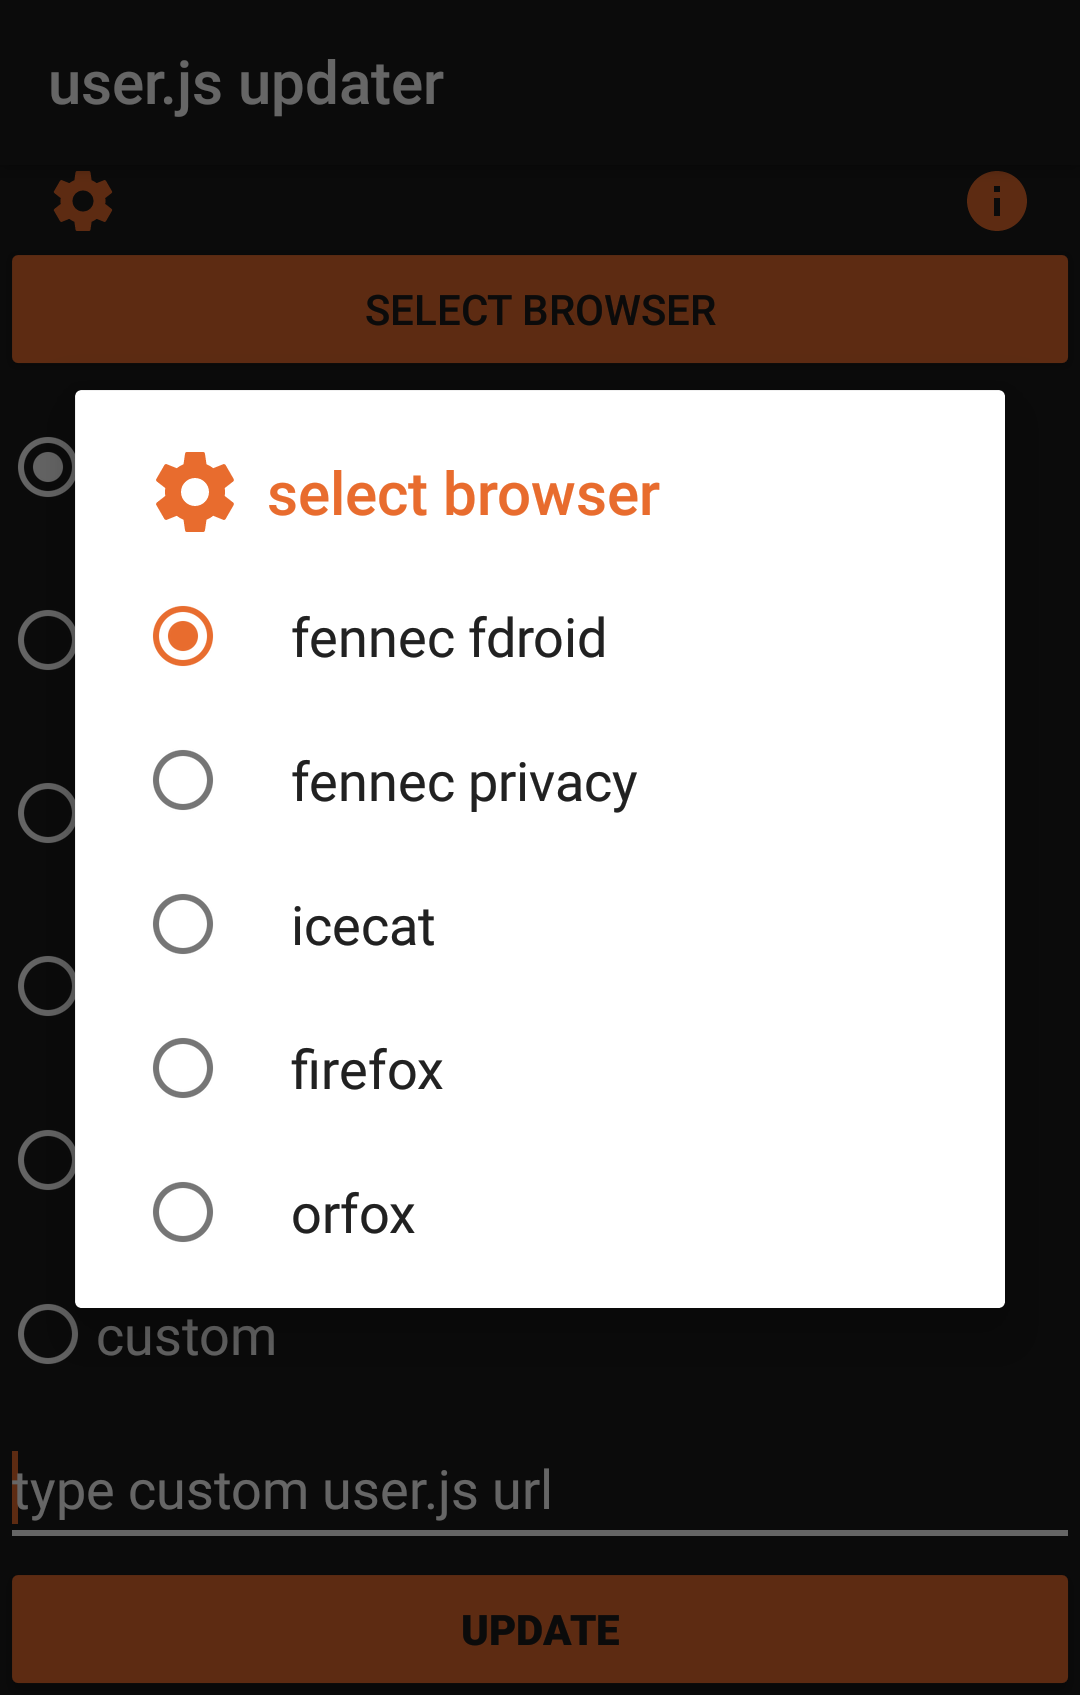 user.js updater
SELECT BROWSER
select browser
fennec fdroid
fennec privacy
icecat
firefox
orfox
custom
type custom user.js url
UPDATE